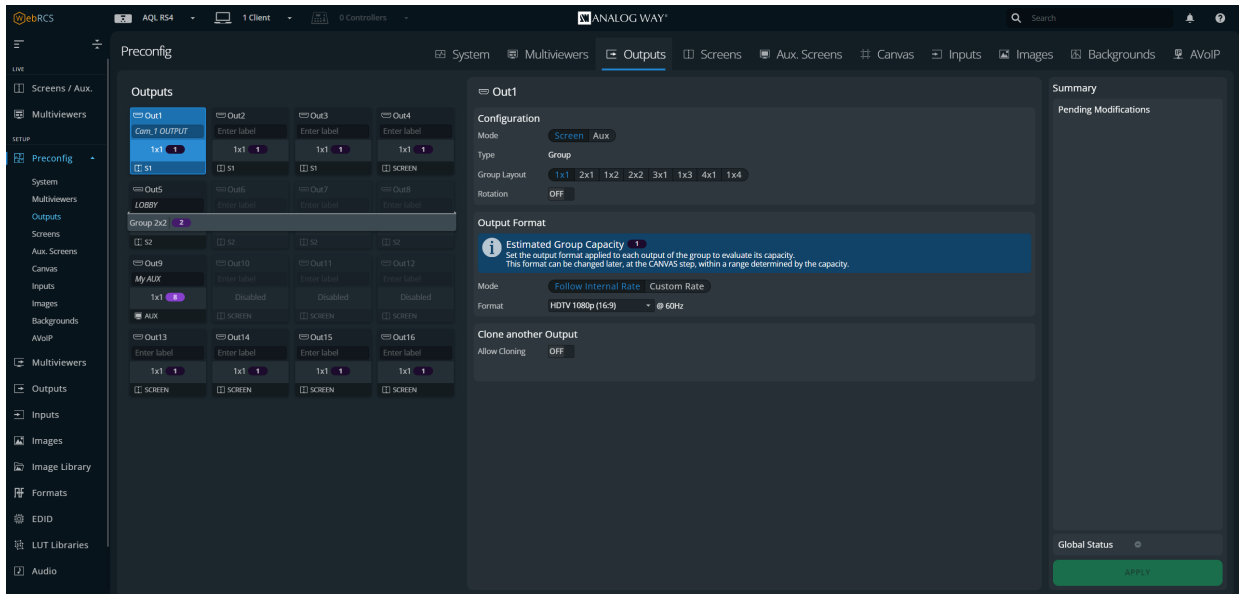 WebRCS
AQL RS4
1 Client
0 Controllers
ANALOG WAY®
Search
LIVE
Screens / Aux.
Multiviewers
SETUP
Preconfig
System
Multiviewers
Outputs
Screens
Aux. Screens
Canvas
Inputs
Images
Backgrounds
AVoIP
Multiviewers
Outputs
Inputs
Images
Image Library
Formats
EDID
LUT Libraries
Audio
Preconfig
System Multiviewers Outputs Screens Aux. Screens Canvas Inputs Images Backgrounds AVoIP
Outputs
Out1 Out2 Out3 Out4
Cam_1 OUTPUT Enter label Enter label Enter label
1x1 1 1x1 1 1x1 1 1x1 1
S1 S1 S1 SCREEN
Out5 Out6 Out7 Out8
LOBBY Enter label Enter label Enter label
Group 2x2 2
S2 S2 S2 S2
Out9 Out10 Out11 Out12
My AUX Enter label Enter label Enter label
1x1 8 Disabled Disabled Disabled
AUX SCREEN SCREEN SCREEN
Out13 Out14 Out15 Out16
Enter label Enter label Enter label Enter label
1x1 1 1x1 1 1x1 1 1x1 1
SCREEN SCREEN SCREEN SCREEN
Out1
Configuration
Mode Screen Aux
Type Group
Group Layout 1x1 2x1 1x2 2x2 3x1 1x3 4x1 1x4
Rotation OFF
Output Format
Estimated Group Capacity 1
Set the output format applied to each output of the group to evaluate its capacity.
This format can be changed later, at the CANVAS step, within a range determined by the capacity.
Mode Follow Internal Rate Custom Rate
Format HDTV 1080p (16:9) @ 60Hz
Clone another Output
Allow Cloning OFF
Summary
Pending Modifications
Global Status
APPLY